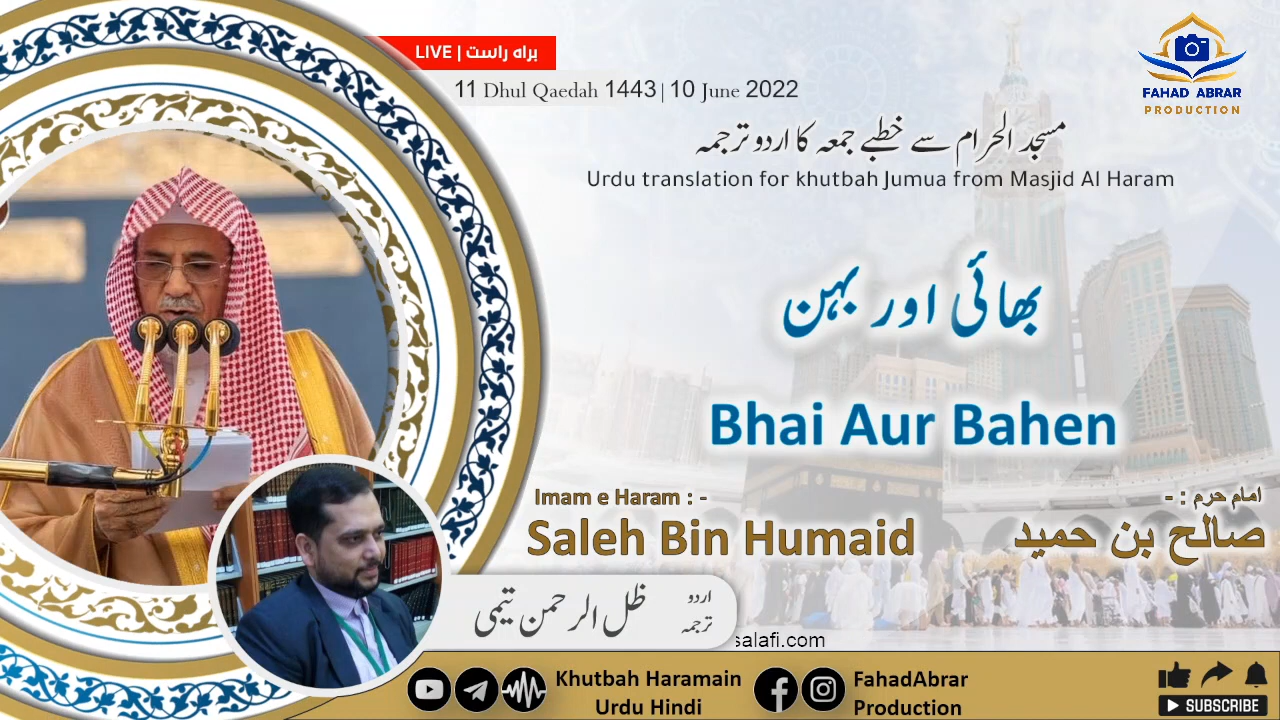 LIVE | براہ راست
11 Dhul Qaedah 1443 | 10 June 2022
FAHAD ABRAR
PRODUCTION
مسجد الحرام سے خطبے جمعہ کا اردو ترجمہ
Urdu translation for khutbah Jumua from Masjid Al Haram
بھائی اور بہن
Bhai Aur Bahen
Imam e Haram : -
امام حرم : -
Saleh Bin Humaid
صالح بن حمید
اردو
ترجمہ
ظل الرحمن تیمی
salafi.com
Khutbah Haramain
Urdu Hindi
FahadAbrar
Production
SUBSCRIBE